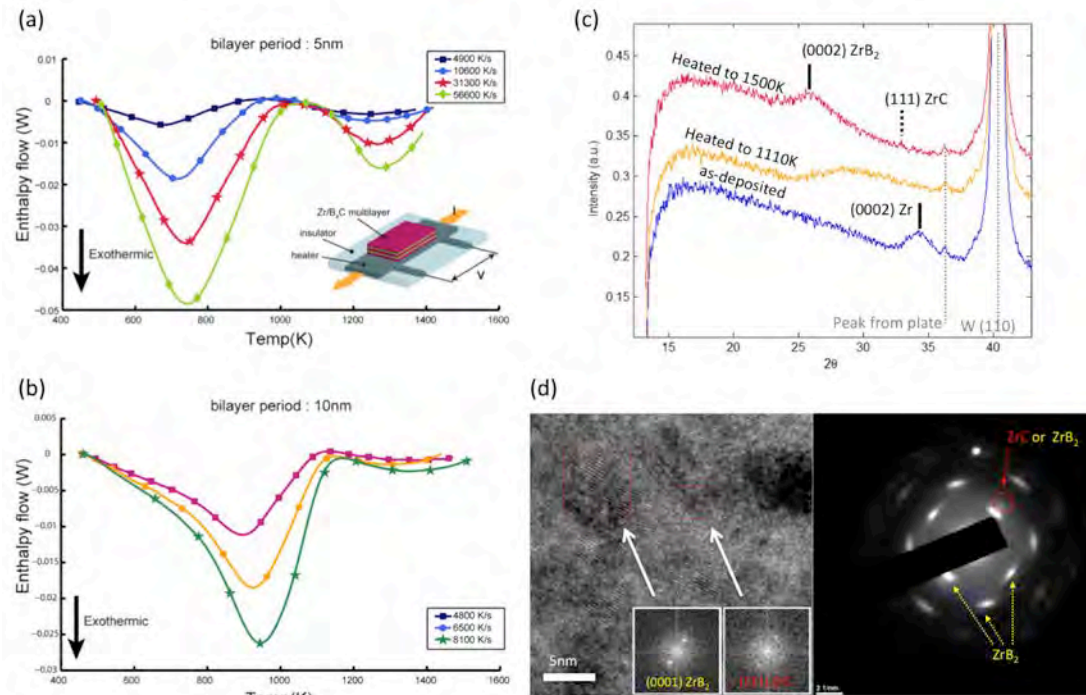 (a)
bilayer period : 5nm
4900 K/s
10600 K/s
31300 K/s
56600 K/s
0.01
0
−0.01
−0.02
−0.03
−0.04
−0.05
Enthalpy flow (W)
Exothermic
Zr/B₄C multilayer
insulator
heater
I
V
400 600 800 1000 1200 1400 1600
Temp(K)
(b)
bilayer period : 10nm
0.005
0
−0.005
−0.01
−0.015
−0.02
−0.025
−0.03
Enthalpy flow (W)
Exothermic
4800 K/s
6500 K/s
8100 K/s
400 600 800 1000 1200 1400 1600
Temp(K)
(c)
0.45
0.4
0.35
0.3
0.25
0.2
0.15
Intensity (a.u.)
(0002) ZrB₂
Heated to 1500K
(111) ZrC
Heated to 1110K
as-deposited
(0002) Zr
Peak from plate
W (110)
15 20 25 30 35 40
2θ
(d)
5nm
(0001) ZrB₂
ZrC or ZrB₂
ZrB₂